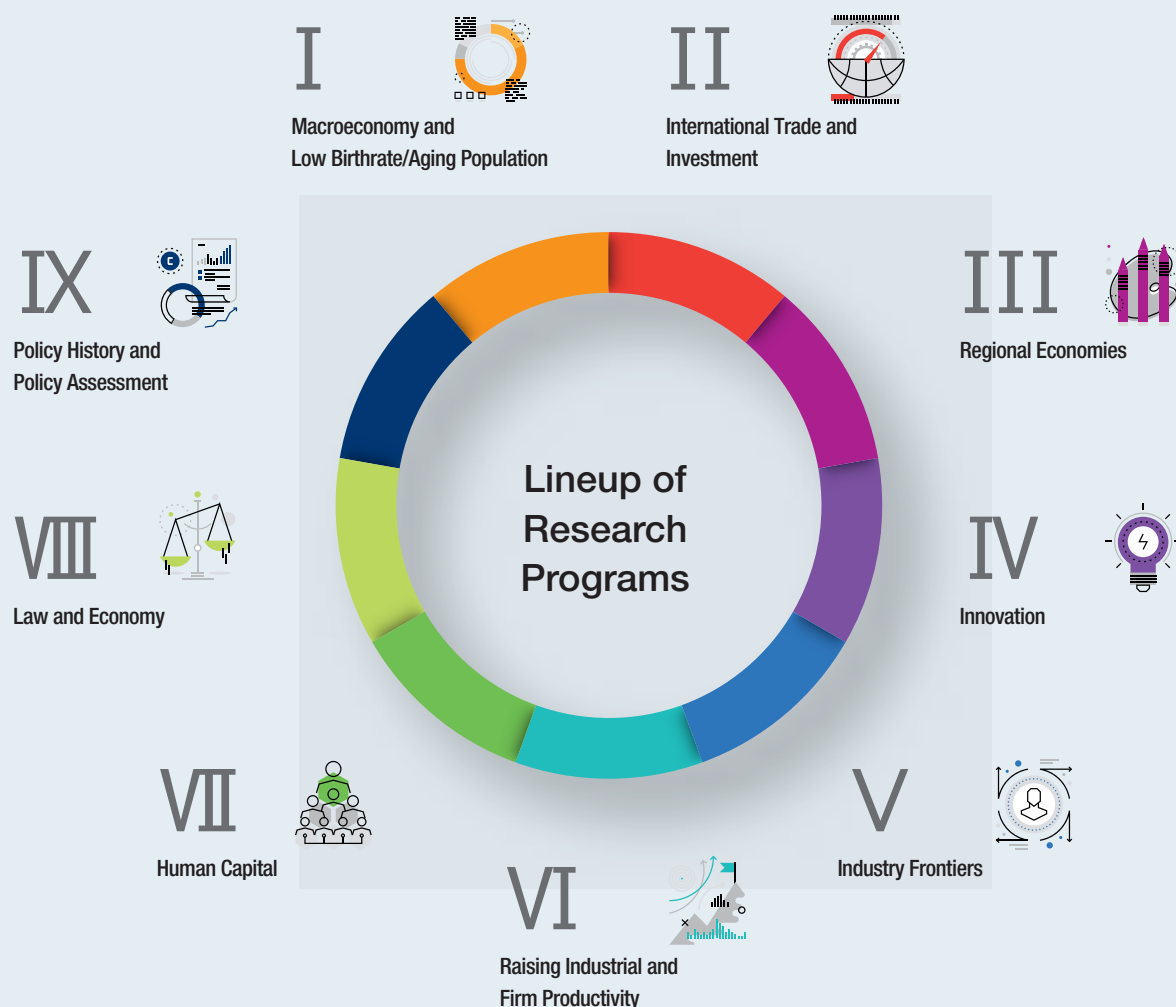 I
Macroeconomy and
Low Birthrate/Aging Population
II
International Trade and
Investment
III
Regional Economies
IV
Innovation
V
Industry Frontiers
VI
Raising Industrial and
Firm Productivity
VII
Human Capital
VIII
Law and Economy
IX
Policy History and
Policy Assessment
Lineup of
Research
Programs